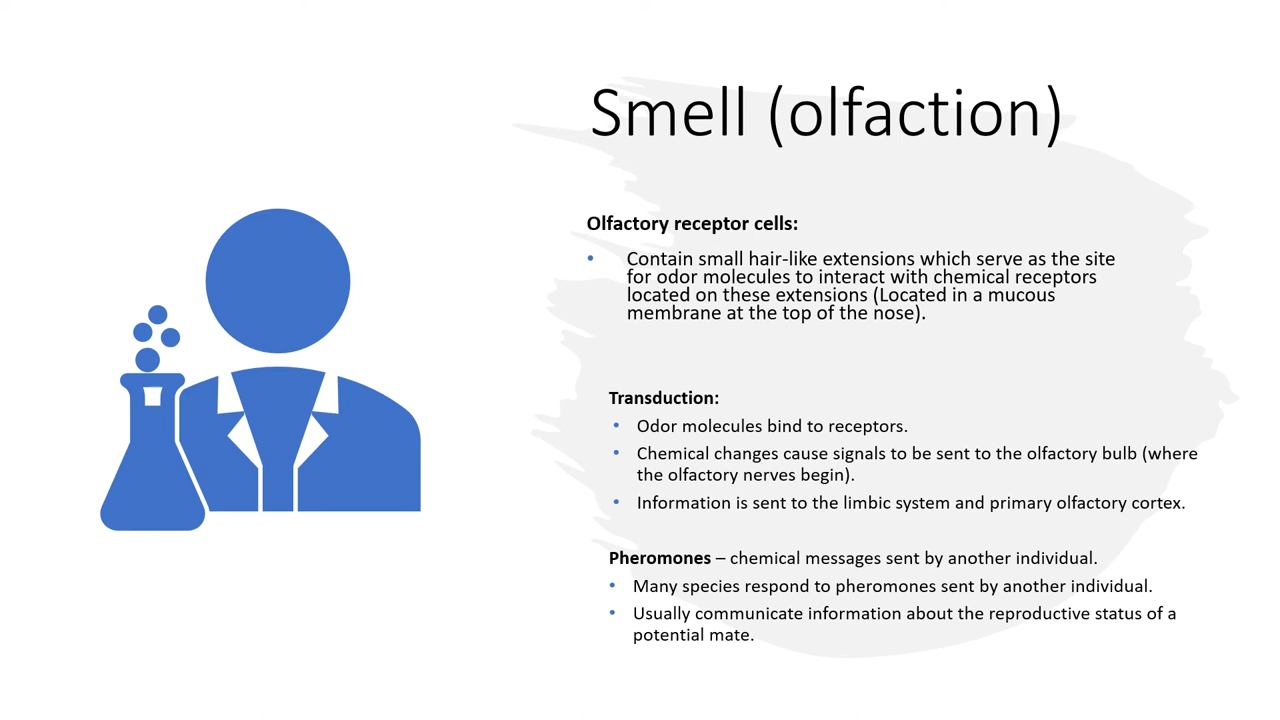 Smell (olfaction)
Olfactory receptor cells:
• Contain small hair-like extensions which serve as the site
for odor molecules to interact with chemical receptors
located on these extensions (Located in a mucous
membrane at the top of the nose).
Transduction:
• Odor molecules bind to receptors.
• Chemical changes cause signals to be sent to the olfactory bulb (where
the olfactory nerves begin).
• Information is sent to the limbic system and primary olfactory cortex.
Pheromones – chemical messages sent by another individual.
• Many species respond to pheromones sent by another individual.
• Usually communicate information about the reproductive status of a
potential mate.